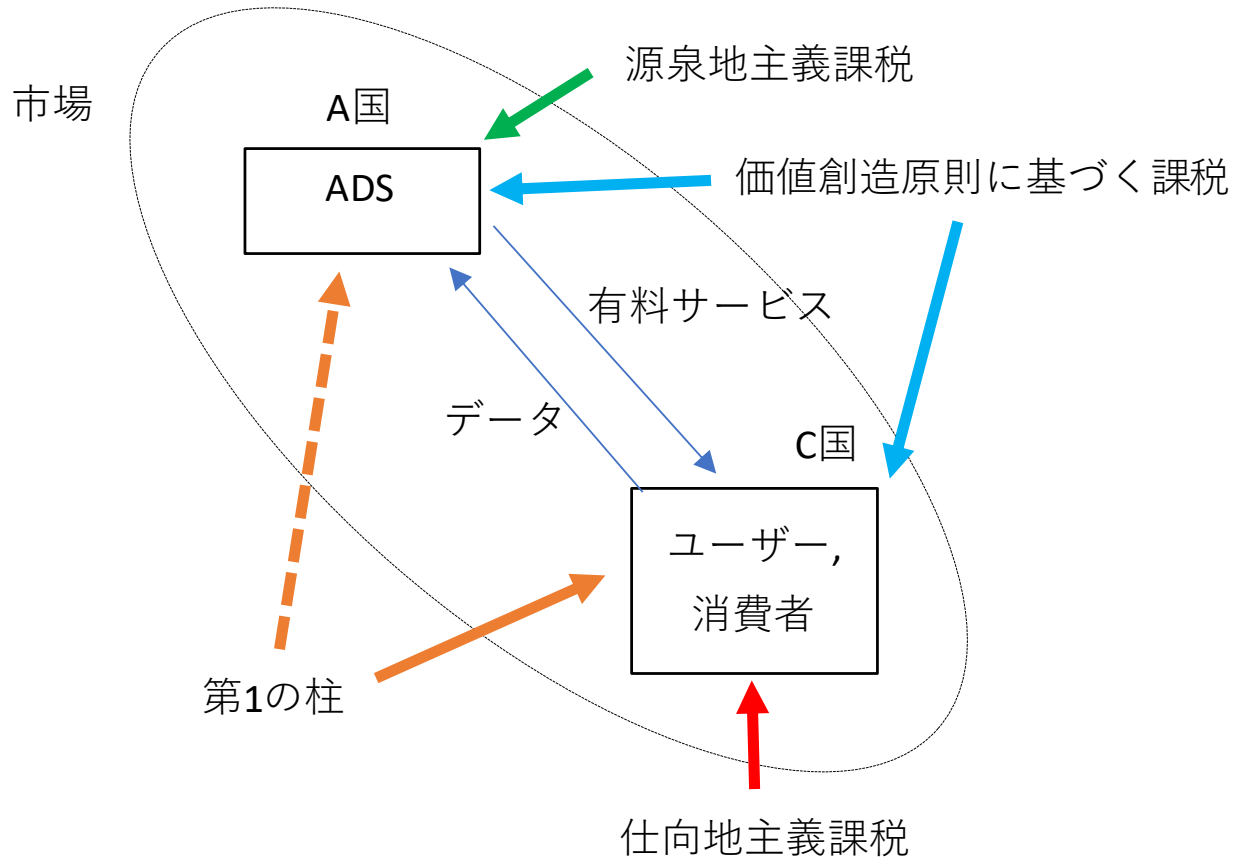 源泉地主義課税
市場
A国
ADS
価値創造原則に基づく課税
有料サービス
データ
C国
ユーザー,
消費者
第1の柱
仕向地主義課税